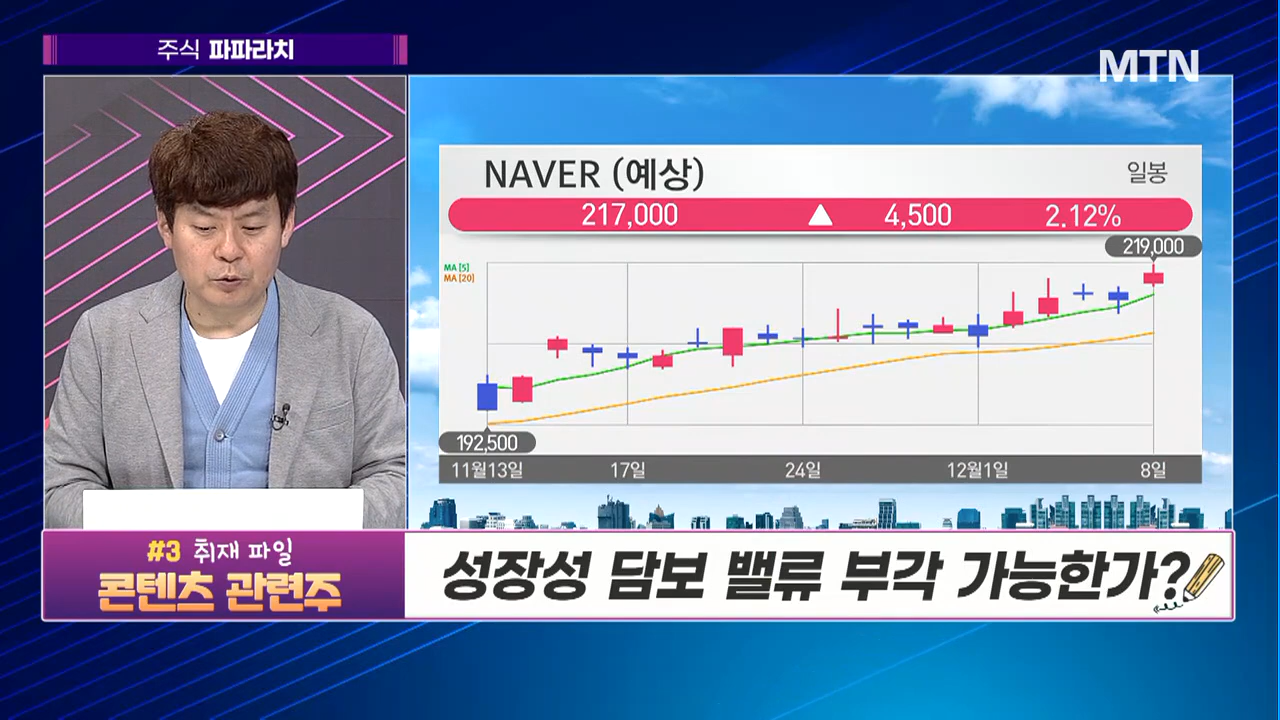 주식 파파라치
MTN
NAVER (예상)
일봉
217,000 ▲ 4,500 2.12%
219,000
MA [5]
MA [20]
192,500
11월13일 17일 24일 12월1일 8일
#3 취재 파일
콘텐츠 관련주
성장성 담보 밸류 부각 가능한가?